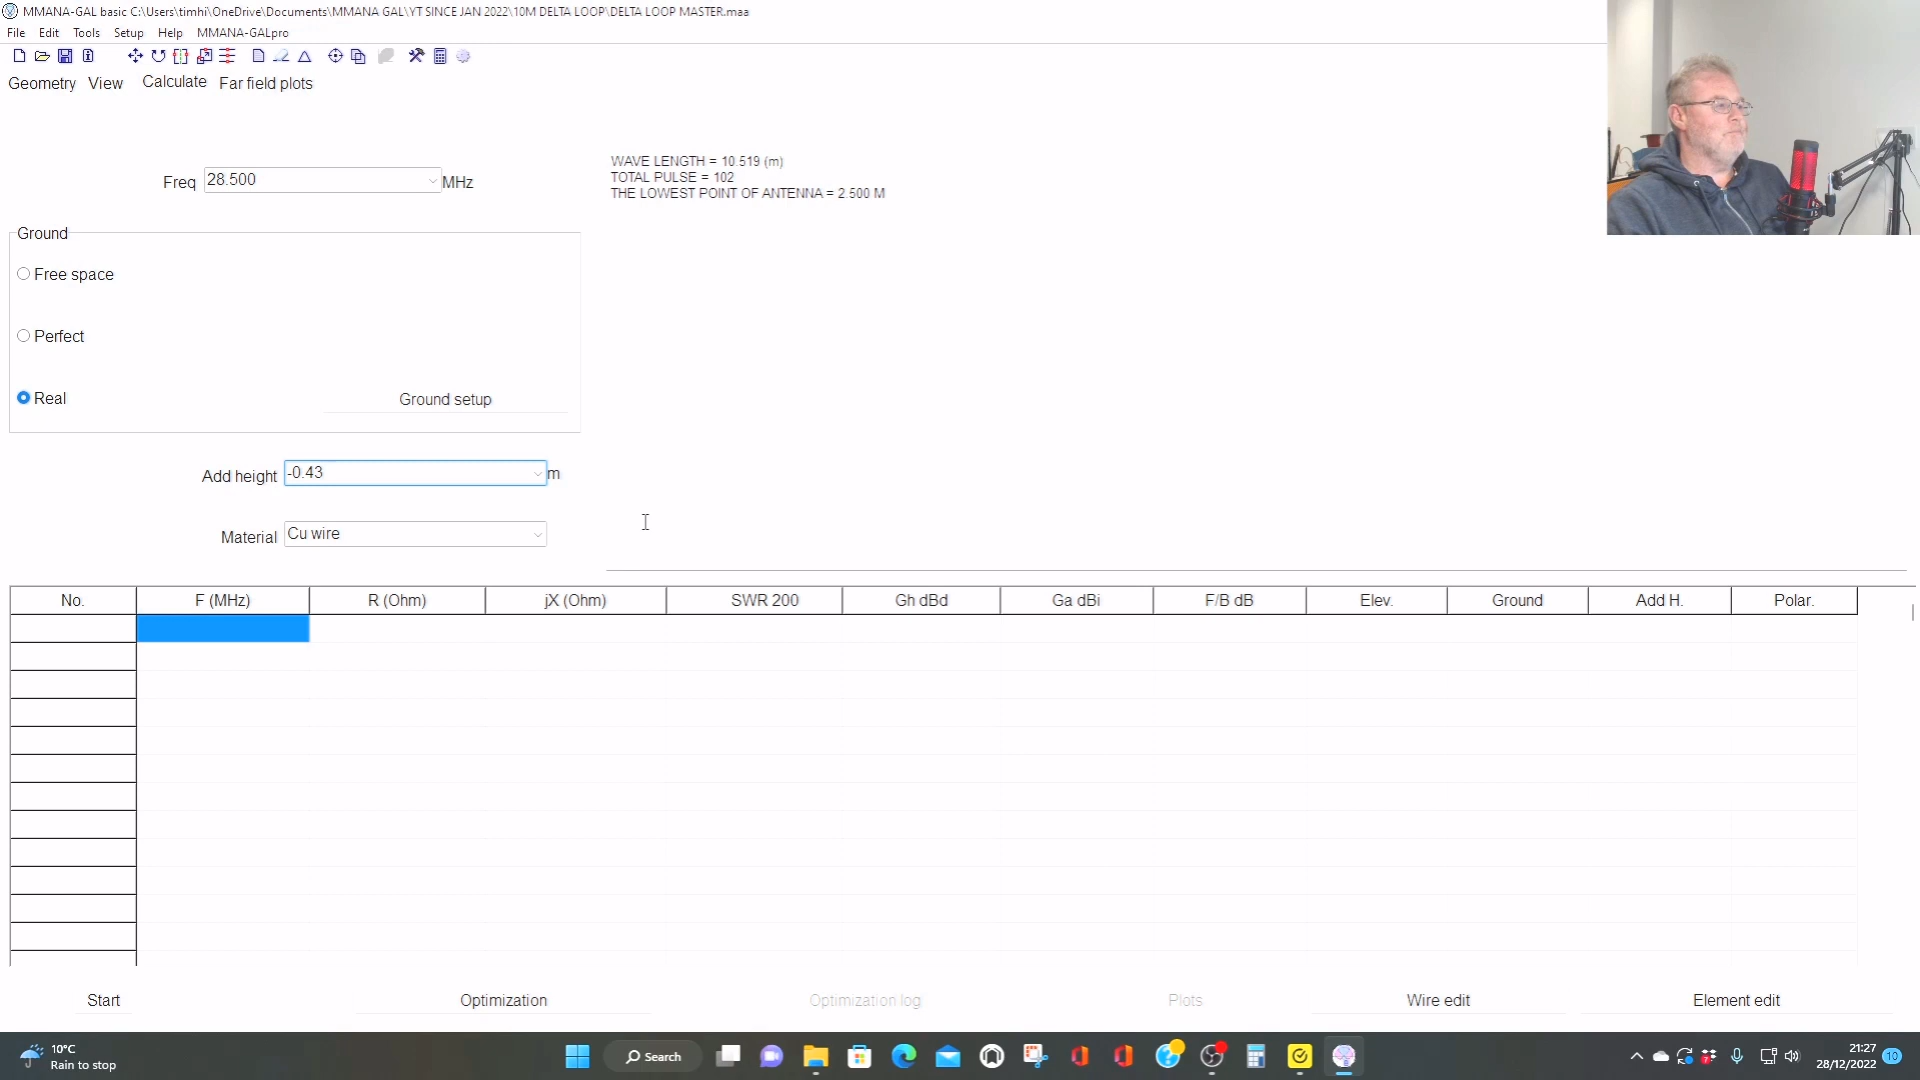 MMANA-GAL basic C:\Users\timhi\OneDrive\Documents\MMANA GAL\YT SINCE JAN 2022\10M DELTA LOOP\DELTA LOOP MASTER.maa
File Edit Tools Setup Help MMANA-GALpro
Geometry View Calculate Far field plots
WAVE LENGTH = 10.519 (m)
Freq 28.500 MHz
TOTAL PULSE = 102
THE LOWEST POINT OF ANTENNA = 2.500 M
Ground
Free space
Perfect
Real Ground setup
Add height -0.43 m
Material Cu wire
No. F (MHz) R (Ohm) jX (Ohm) SWR 200 Gh dBd Ga dBi F/B dB Elev. Ground Add H. Polar.
Start Optimization Optimization log Plots Wire edit Element edit
10°C
Rain to stop
Search
21:27
28/12/2022
10